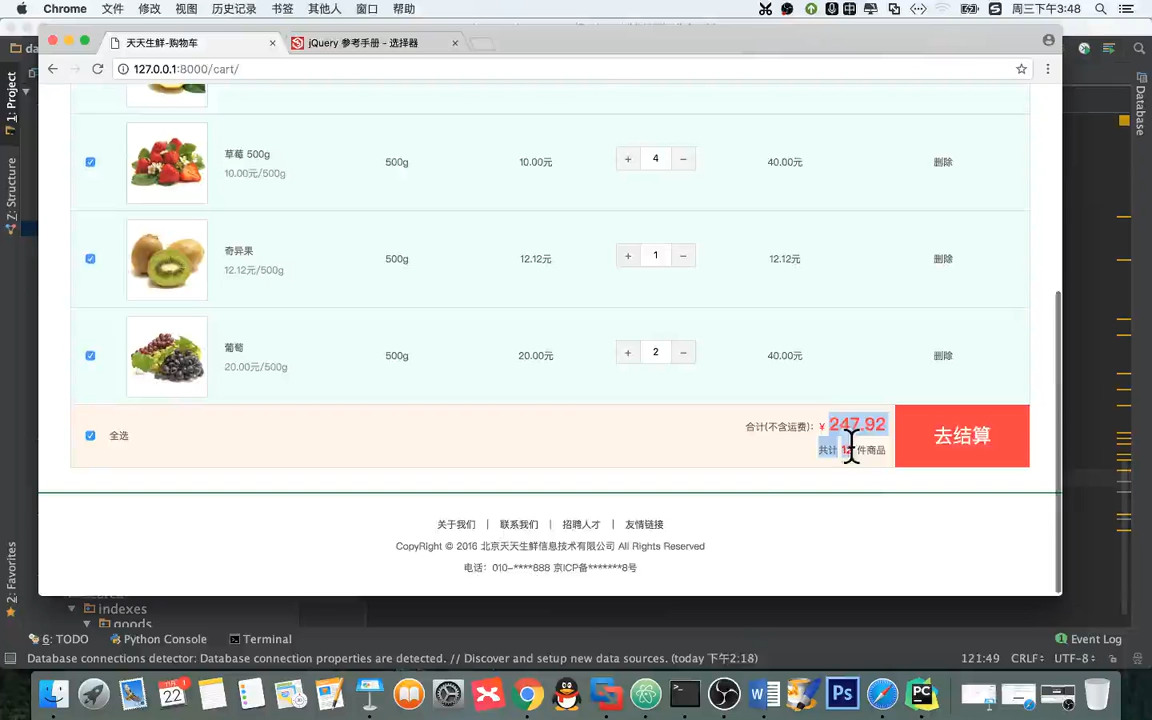 Chrome 文件 修改 视图 历史记录 书签 其他人 窗口 帮助 周三下午3:48
天天生鲜-购物车
jQuery 参考手册 - 选择器
127.0.0.1:8000/cart/
1: Project
Z: Structure
2: Favorites
Database
草莓 500g
10.00元/500g
500g 10.00元 + 4 − 40.00元 删除
奇异果
12.12元/500g
500g 12.12元 + 1 − 12.12元 删除
葡萄
20.00元/500g
500g 20.00元 + 2 − 40.00元 删除
全选
合计(不含运费): ¥ 247.92
共计 12 件商品
去结算
关于我们 | 联系我们 | 招聘人才 | 友情链接
CopyRight © 2016 北京天天生鲜信息技术有限公司 All Rights Reserved
电话：010-****888 京ICP备*******8号
indexes
goods
6: TODO Python Console Terminal 1 Event Log
Database connections detector: Database connection properties are detected. // Discover and setup new data sources. (today 下午2:18) 121:49 CRLF÷ UTF-8÷
22
W
Ps
PC